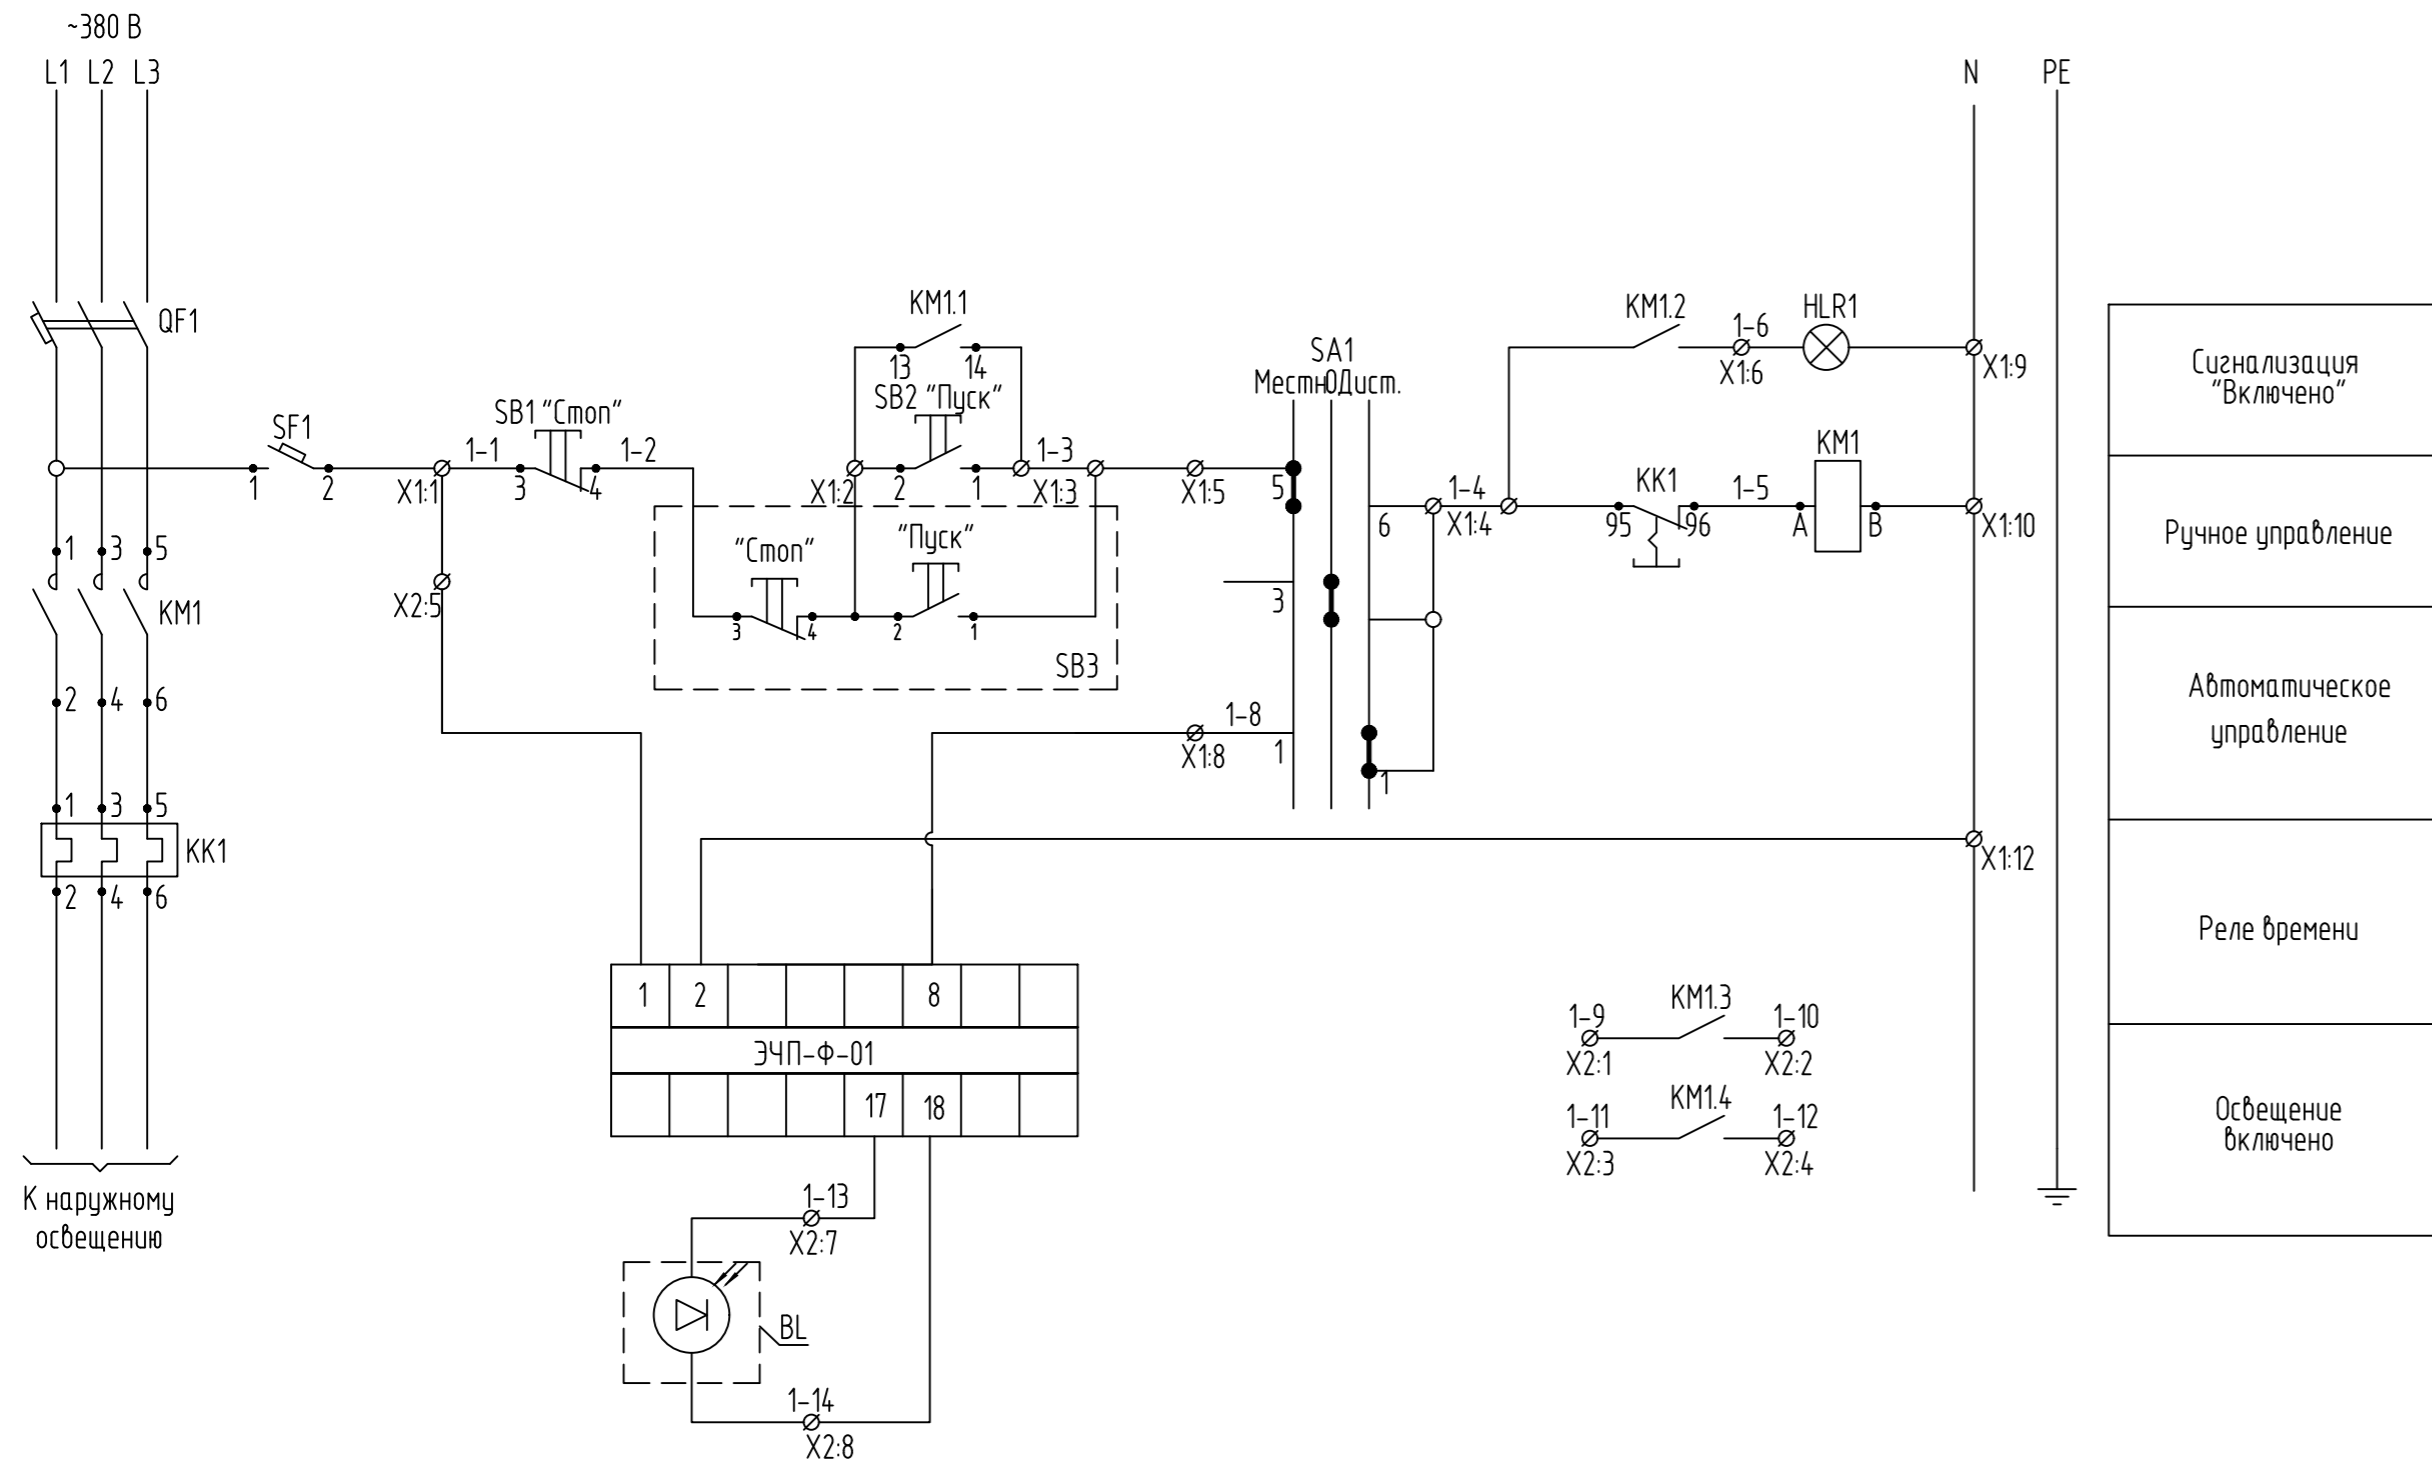 ~380 В
L1 L2 L3
N PE
QF1
KM1.1
13 14
SB2 "Пуск"
SA1
Местн0Дист.
KM1.2
1-6
HLR1
X1:6
X1:9
Сигнализация
"Включено"
SF1
1 2
X1:1
1-1
SB1 "Стоп"
3 4
1-2
X1:2
2 1
1-3
X1:3
X1:5
5
6
1-4
X1:4
KK1
95 96
1-5
KM1
A B
X1:10
Ручное управление
1 3 5
KM1
2 4 6
X2:5
"Стоп"
"Пуск"
3 4 2 1
SB3
3
1-8
X1:8
1
1
Автоматическое
управление
1 3 5
KK1
2 4 6
X1:12
Реле времени
1 2 8
ЭЧП-Ф-01
17 18
1-9 KM1.3 1-10
X2:1 X2:2
1-11 KM1.4 1-12
X2:3 X2:4
Освещение
включено
К наружному
освещению
1-13
X2:7
BL
1-14
X2:8